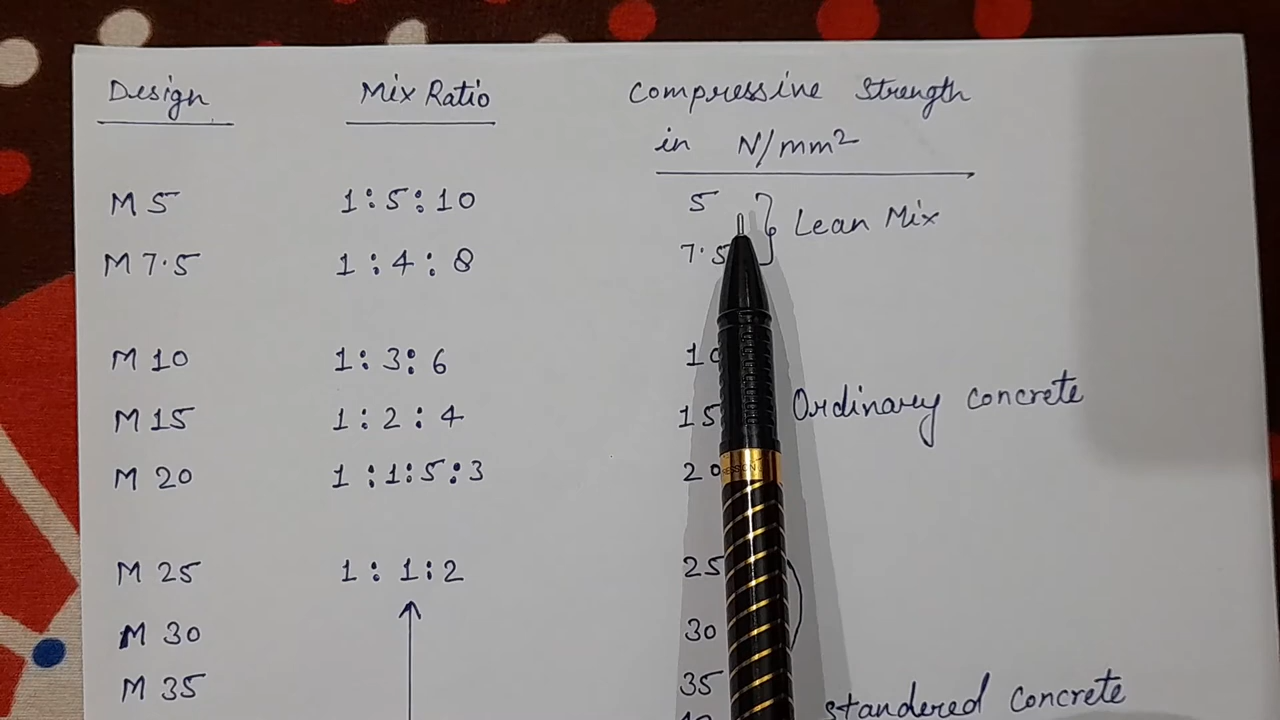 Design Mix Ratio Compressive Strength
in N/mm²
M 5 1:5:10 5
Lean Mix
M 7.5 1:4:8 7.5
M 10 1:3:6 10
M 15 1:2:4 15 Ordinary concrete
M 20 1:1:5:3 20
M 25 1:1:2 25
M 30 30
M 35 35
standered concrete